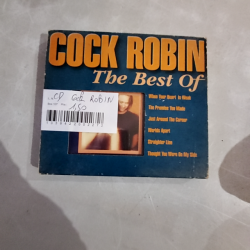 COCK ROBIN
The Best Of
CD COCK ROBIN
150
When Your Heart Is Weak
The Promise You Made
Just Around The Corner
Worlds Apart
Straighter Line
Thought You Were On My Side